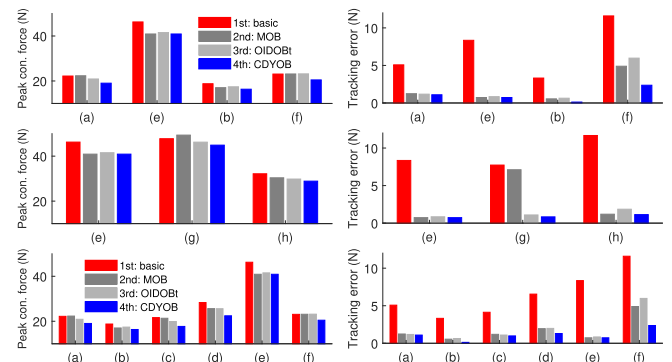 Peak con. force (N)
40
20
1st: basic
2nd: MOB
3rd: OIDOBt
4th: CDYOB
(a) (e) (b) (f)
Tracking error (N)
10
5
0
(a) (e) (b) (f)
Peak con. force (N)
40
20
(e) (g) (h)
Tracking error (N)
10
5
0
(e) (g) (h)
Peak con. force (N)
40
20
1st: basic
2nd: MOB
3rd: OIDOBt
4th: CDYOB
(a) (b) (c) (d) (e) (f)
Tracking error (N)
10
5
0
(a) (b) (c) (d) (e) (f)